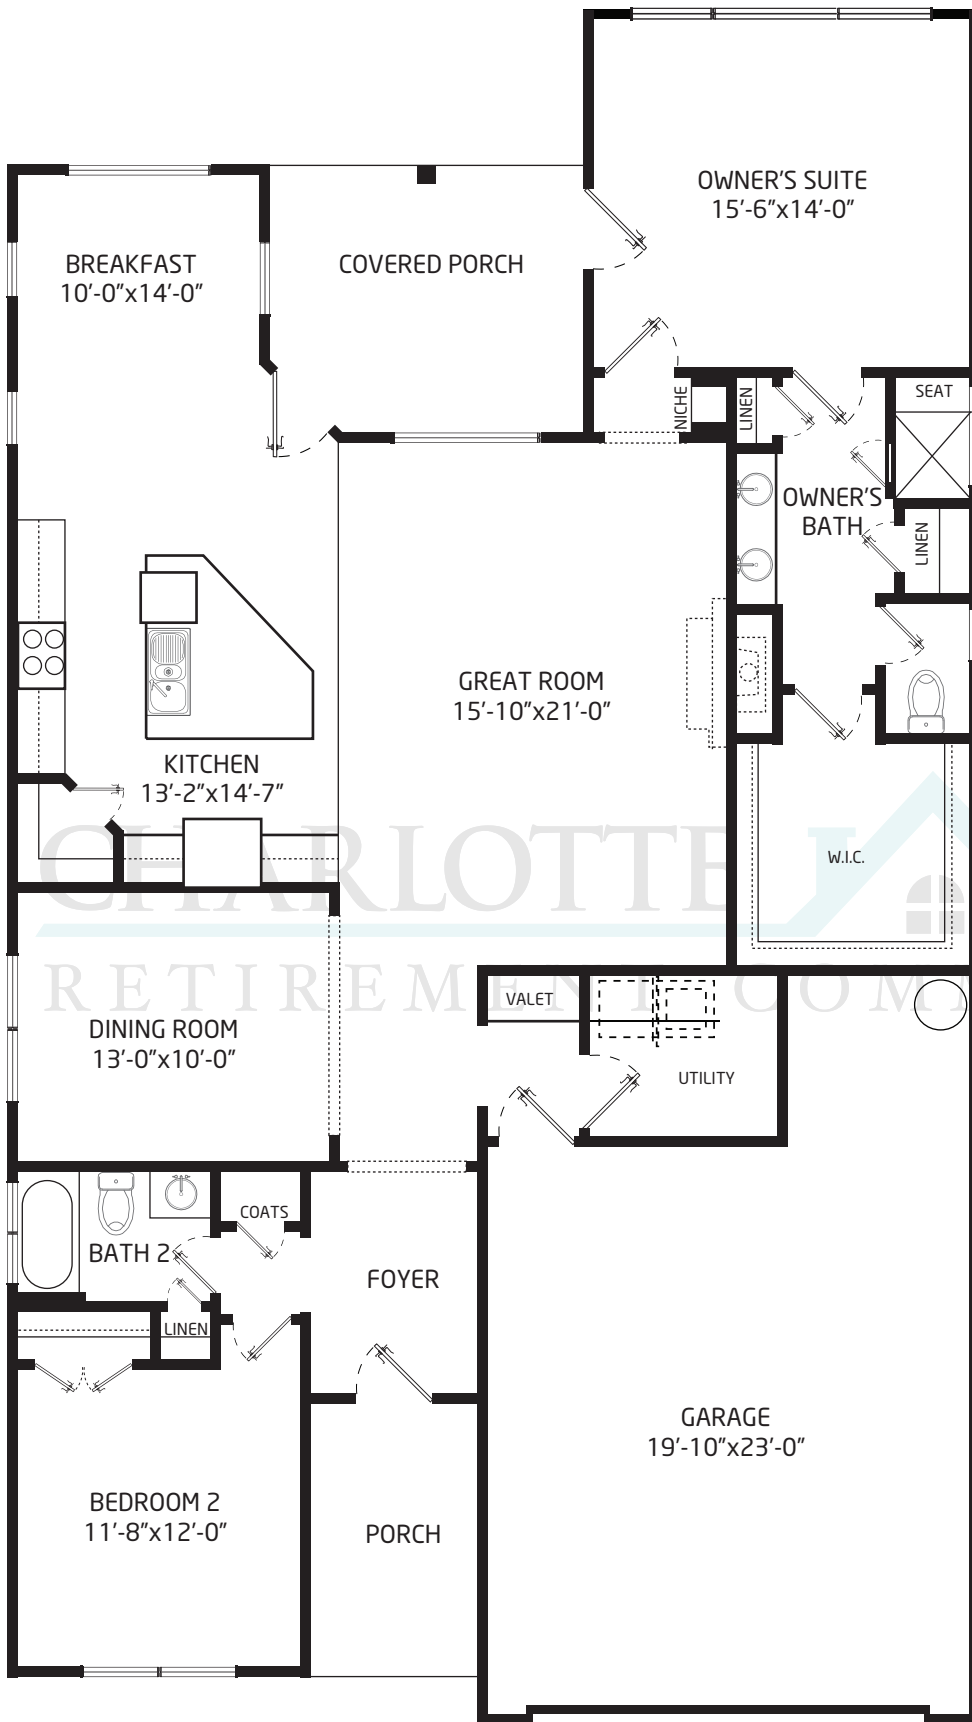 OWNER'S SUITE
15'-6"x14'-0"
BREAKFAST
10'-0"x14'-0"
COVERED PORCH
NICHE
LINEN
SEAT
OWNER'S
BATH
LINEN
GREAT ROOM
15'-10"x21'-0"
KITCHEN
13'-2"x14'-7"
W.I.C.
CHARLOTTE
RETIREMENT COM
VALET
DINING ROOM
13'-0"x10'-0"
UTILITY
COATS
BATH 2
FOYER
LINEN
GARAGE
19'-10"x23'-0"
BEDROOM 2
11'-8"x12'-0"
PORCH